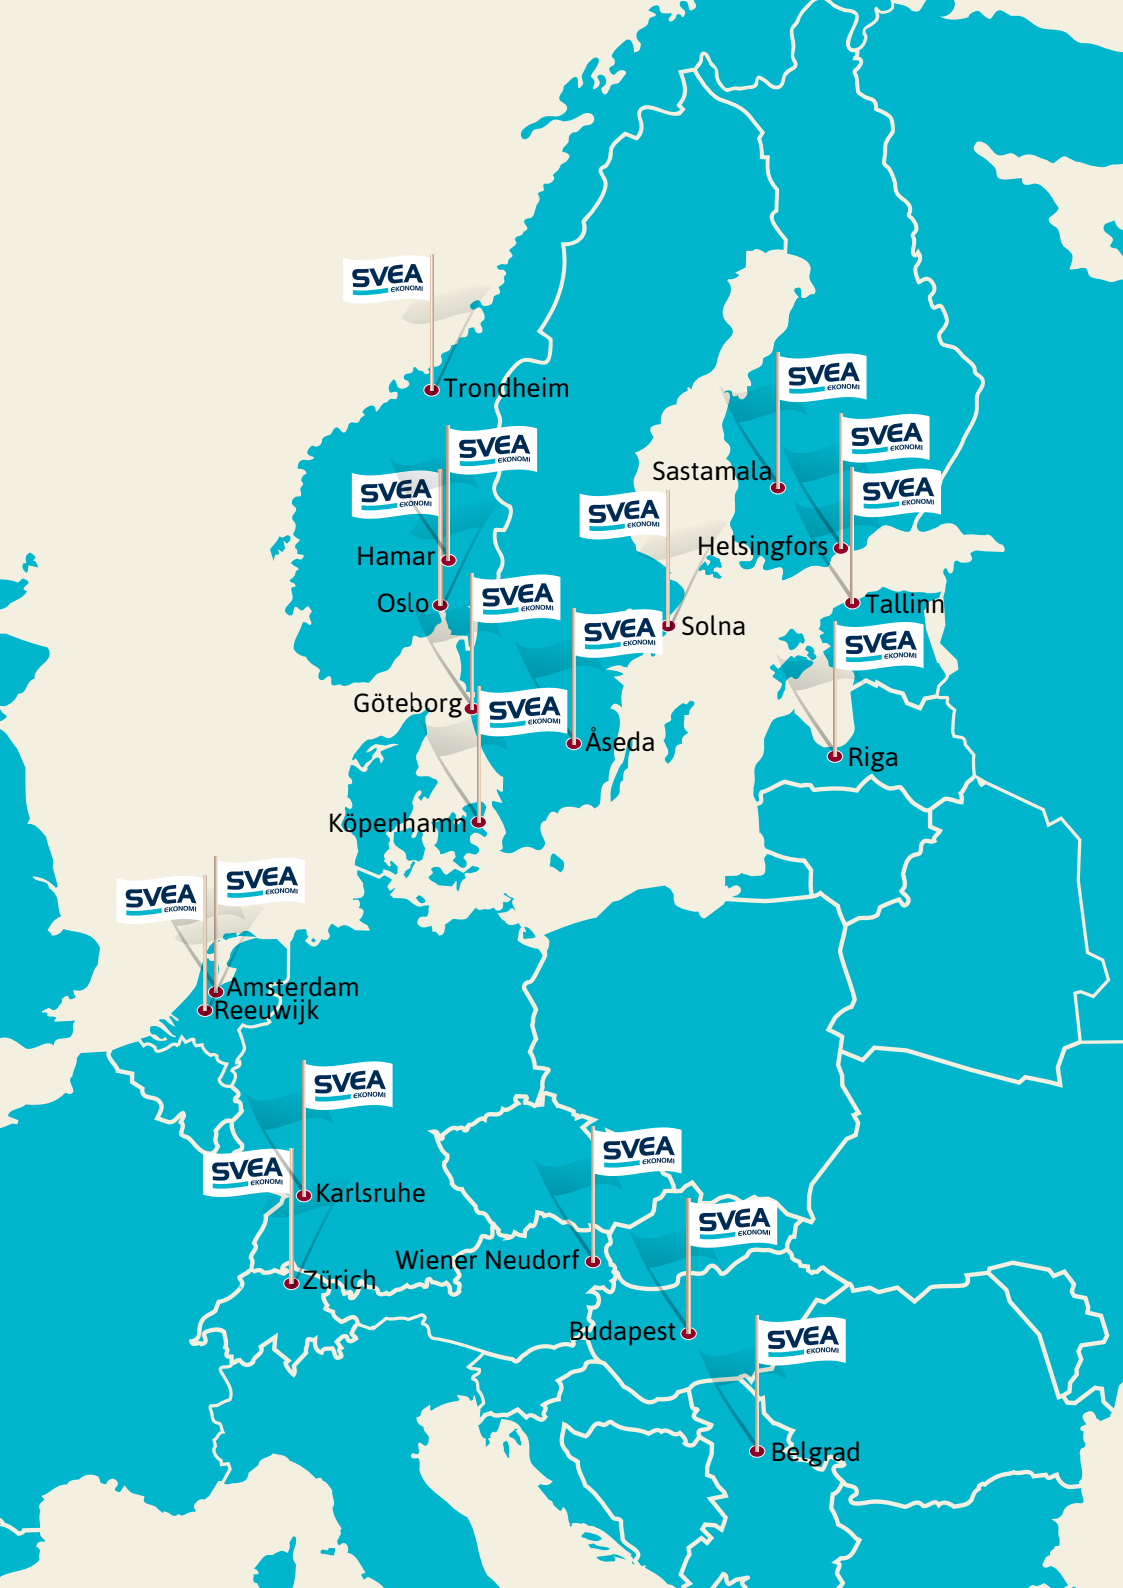 SVEA
EKONOMI
Trondheim
SVEA
EKONOMI
Sastamala
SVEA
EKONOMI
Helsingfors
SVEA
EKONOMI
Hamar
SVEA
EKONOMI
Oslo
SVEA
EKONOMI
Tallinn
SVEA
EKONOMI
Solna
SVEA
EKONOMI
Göteborg
SVEA
EKONOMI
Åseda
SVEA
EKONOMI
Riga
SVEA
EKONOMI
Köpenhamn
SVEA
EKONOMI
Amsterdam
SVEA
EKONOMI
Reeuwijk
SVEA
EKONOMI
Karlsruhe
SVEA
EKONOMI
Zürich
SVEA
EKONOMI
Wiener Neudorf
SVEA
EKONOMI
Budapest
SVEA
EKONOMI
Belgrad